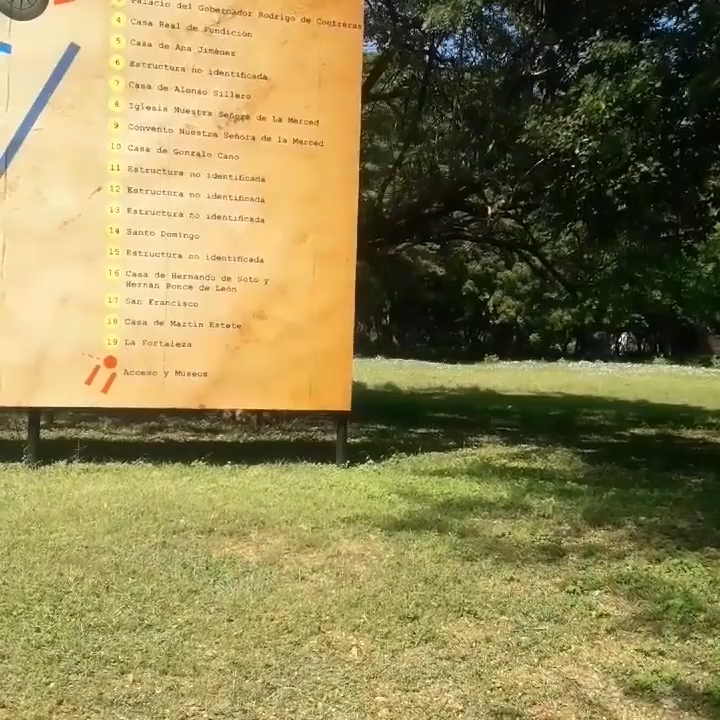 Palacio del Gobernador Rodrigo de Contreras
4 Casa Real de Fundición
5 Casa de Ana Jiménez
6 Estructura no identificada
7 Casa de Alonso Sillero
8 Iglesia Nuestra Señora de La Merced
9 Convento Nuestra Señora de la Merced
10 Casa de Gonzalo Cano
11 Estructura no identificada
12 Estructura no identificada
13 Estructura no identificada
14 Santo Domingo
15 Estructura no identificada
16 Casa de Hernando de Soto y
Hernán Ponce de León
17 San Francisco
18 Casa de Martín Estete
19 La Fortaleza
Acceso y Museos